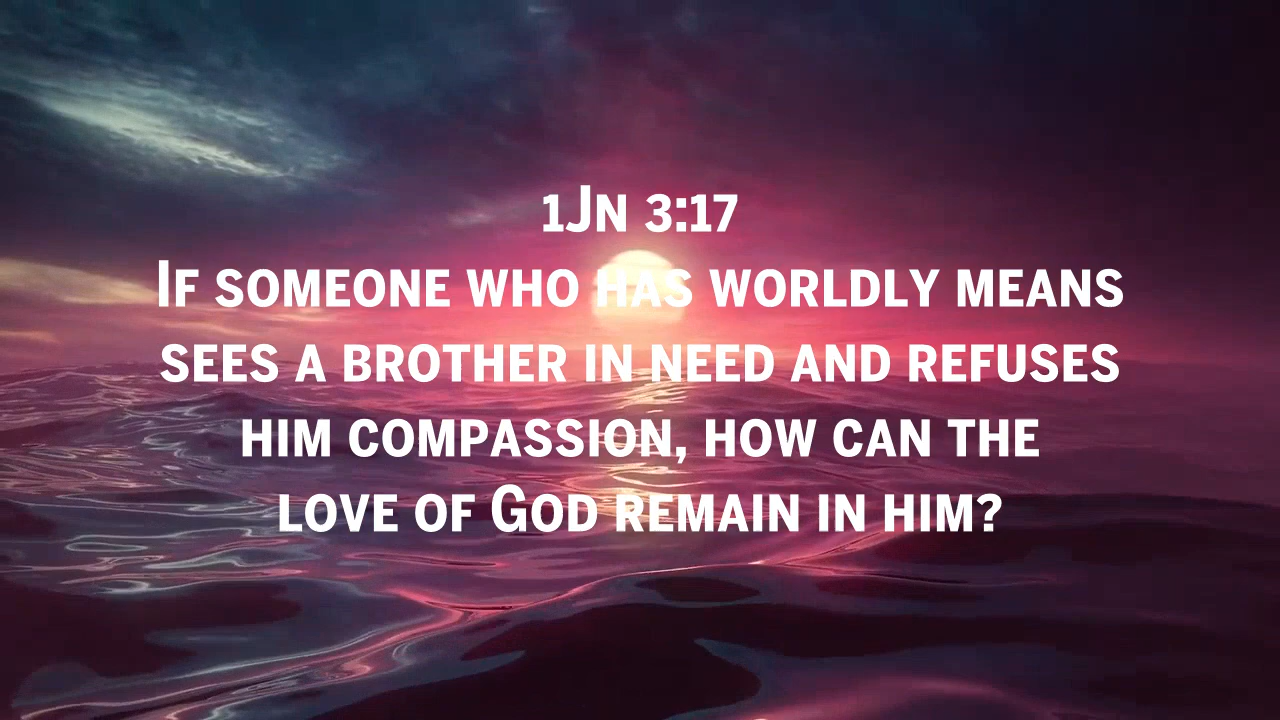 1Jn 3:17
If someone who has worldly means
sees a brother in need and refuses
him compassion, how can the
love of God remain in him?